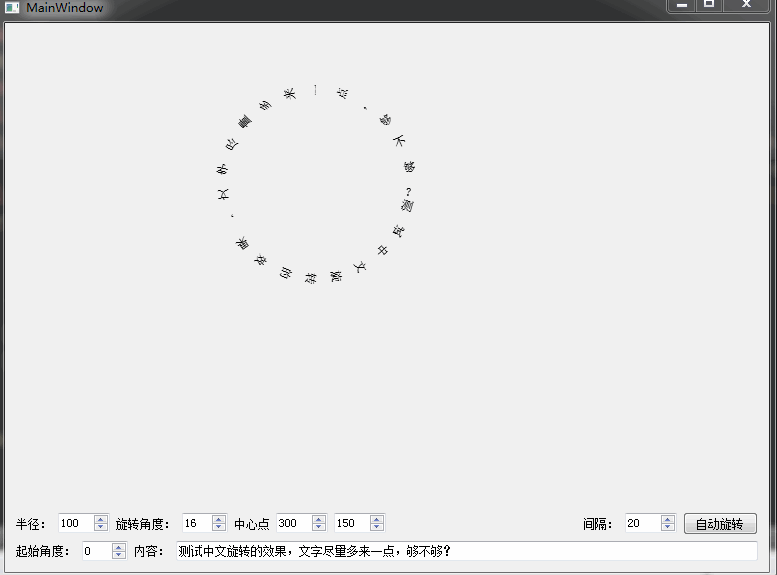 MainWindow
测试中文旋转的效果，文字尽量多来一点，够不够？
半径： 100 旋转角度： 16 中心点 300 150 间隔： 20 自动旋转
起始角度： 0 内容： 测试中文旋转的效果，文字尽量多来一点，够不够？